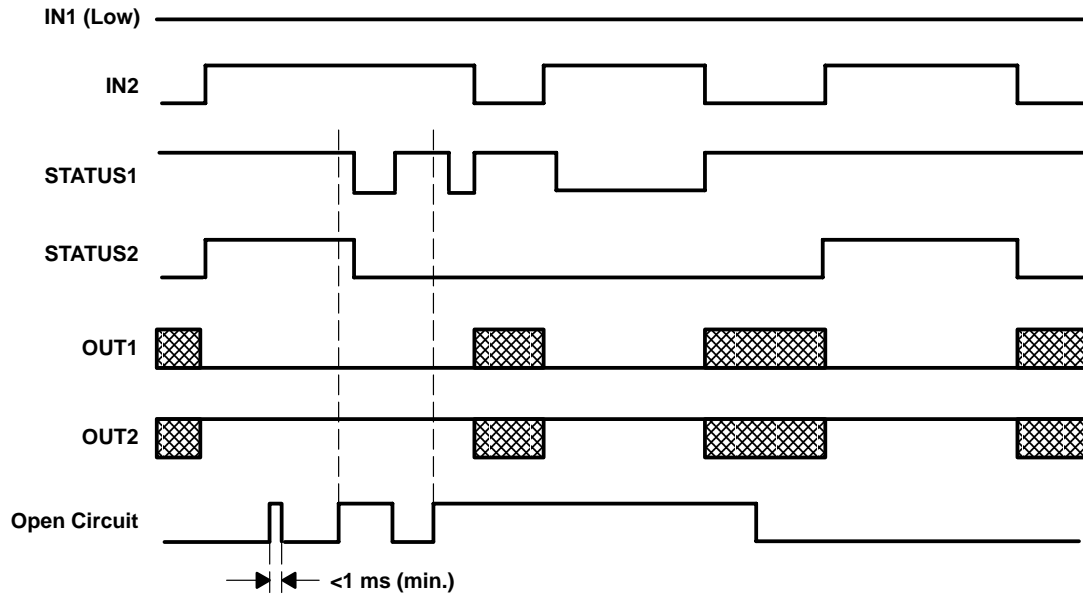 IN1 (Low)
IN2
STATUS1
STATUS2
OUT1
OUT2
Open Circuit
<1 ms (min.)